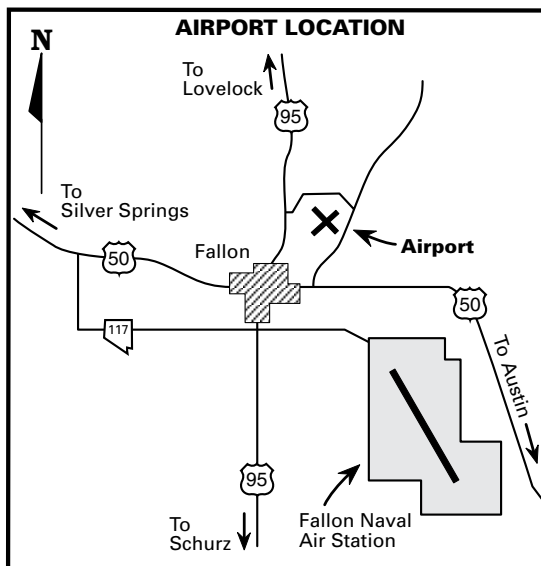 AIRPORT LOCATION
N
To
Lovelock
95
To
Silver Springs
50
Fallon
Airport
50
117
To Austin
95
To
Schurz
Fallon Naval
Air Station